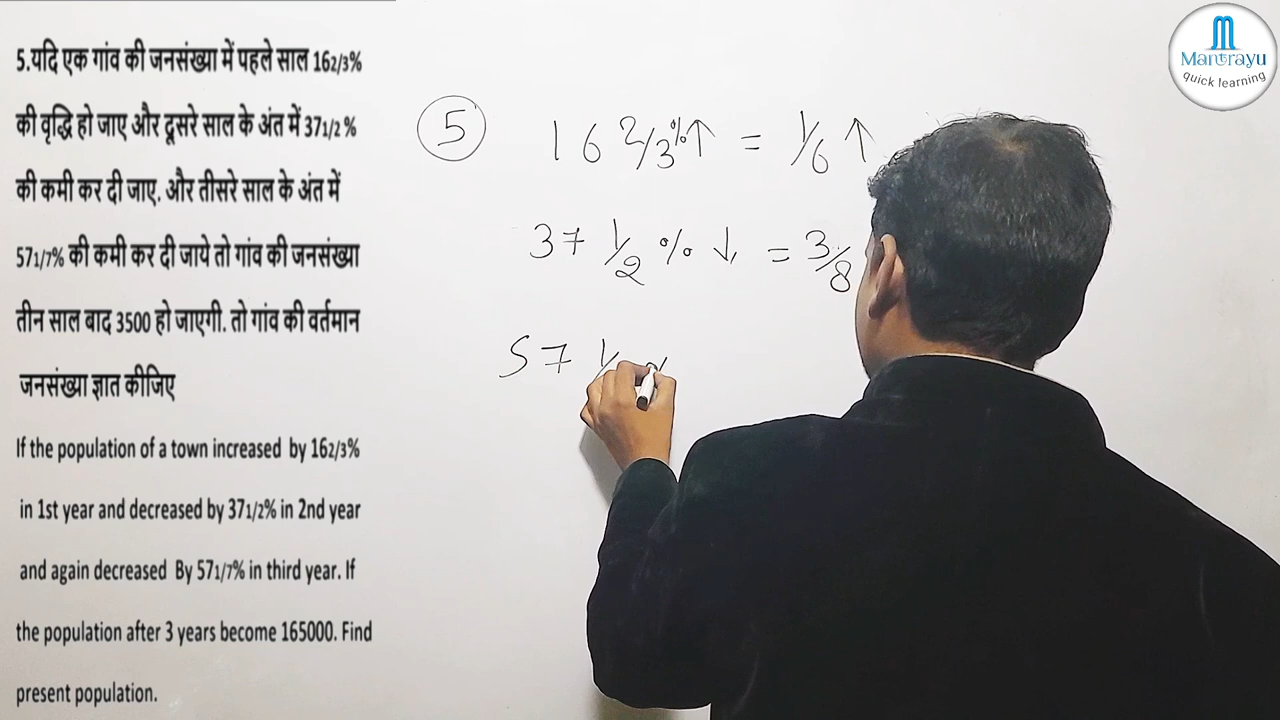 5.यदि एक गांव की जनसंख्या में पहले साल 162/3%
की वृद्धि हो जाए और दूसरे साल के अंत में 371/2 %
की कमी कर दी जाए. और तीसरे साल के अंत में
571/7% की कमी कर दी जाये तो गांव की जनसंख्या
तीन साल बाद 3500 हो जाएगी. तो गांव की वर्तमान
जनसंख्या ज्ञात कीजिए
If the population of a town increased by 162/3%
in 1st year and decreased by 371/2% in 2nd year
and again decreased By 571/7% in third year. If
the population after 3 years become 165000. Find
present population.
5
16 2/3% ↑ = 1/6 ↑
37 1/2 % ↓ = 3/8
57
Mantrayu
quick learning